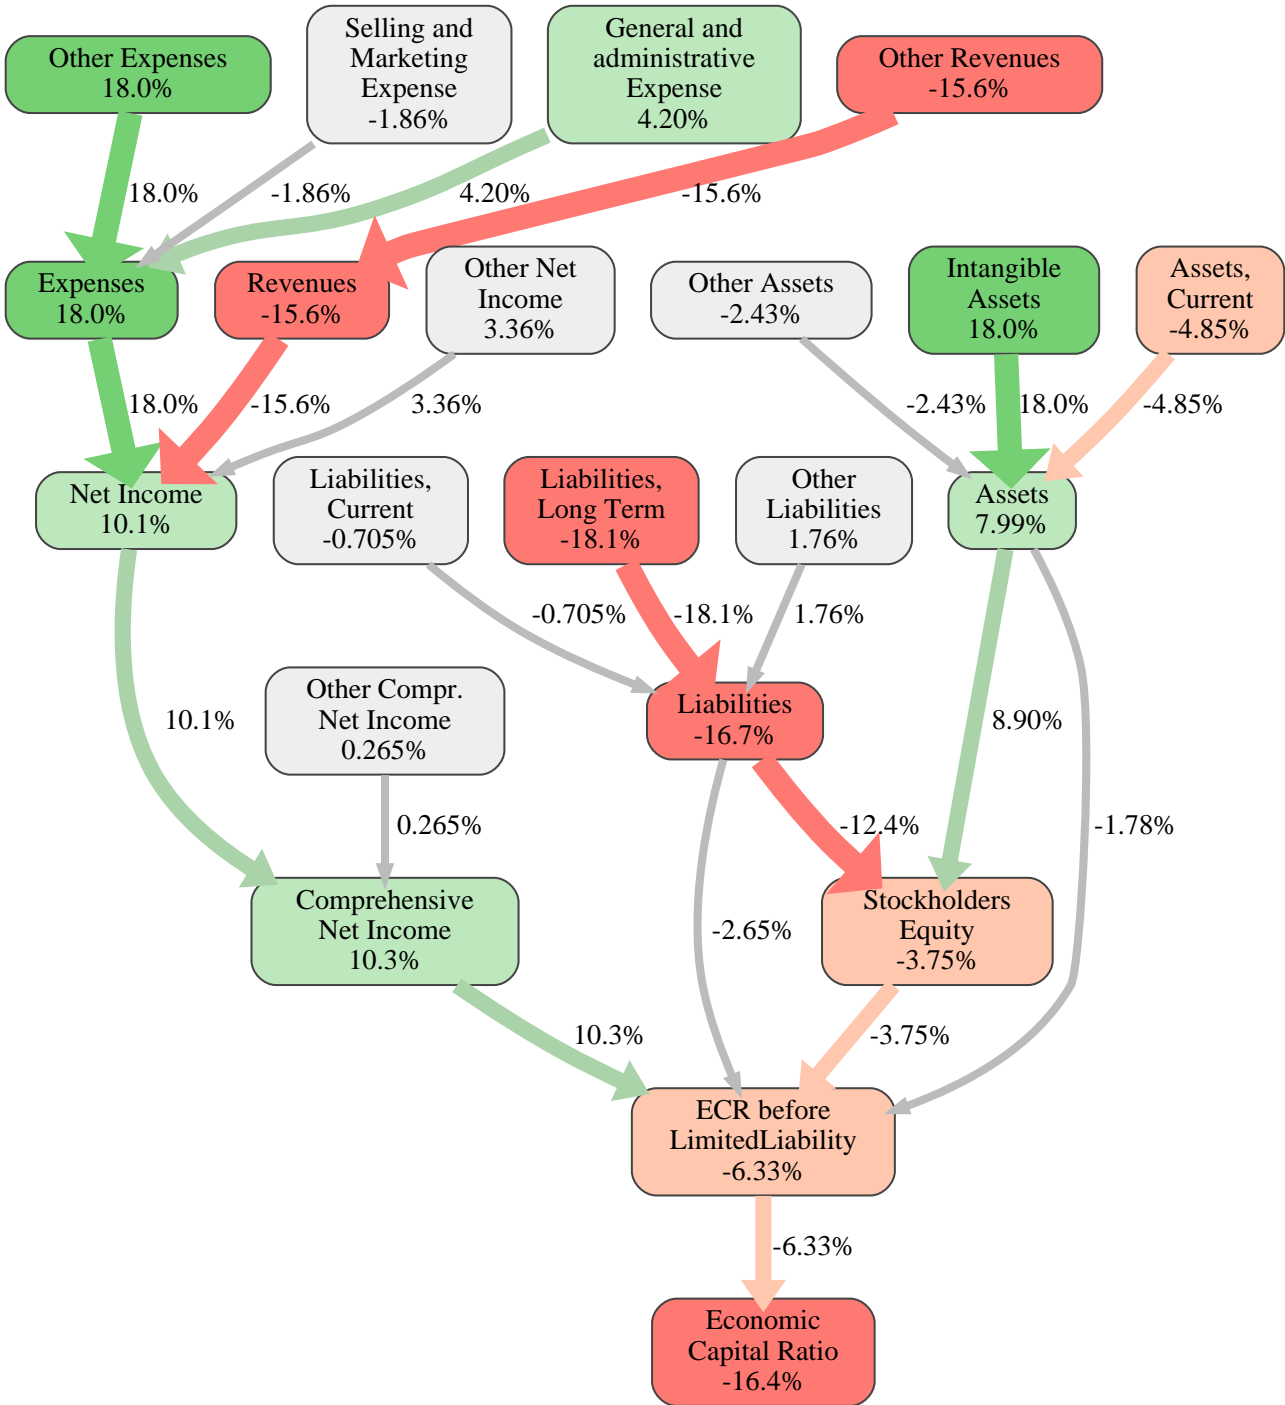 Other Expenses
18.0%
Selling and
Marketing
Expense
-1.86%
General and
administrative
Expense
4.20%
Other Revenues
-15.6%
18.0%
-1.86%
4.20%
-15.6%
Expenses
18.0%
Revenues
-15.6%
Other Net
Income
3.36%
Other Assets
-2.43%
Intangible
Assets
18.0%
Assets,
Current
-4.85%
18.0%
-15.6%
3.36%
-2.43%
18.0%
-4.85%
Net Income
10.1%
Liabilities,
Current
-0.705%
Liabilities,
Long Term
-18.1%
Other
Liabilities
1.76%
Assets
7.99%
-0.705%
-18.1%
1.76%
Other Compr.
Net Income
0.265%
Liabilities
-16.7%
10.1%
8.90%
0.265%
-12.4%
-1.78%
Comprehensive
Net Income
10.3%
-2.65%
Stockholders
Equity
-3.75%
10.3%
-3.75%
ECR before
LimitedLiability
-6.33%
-6.33%
Economic
Capital Ratio
-16.4%